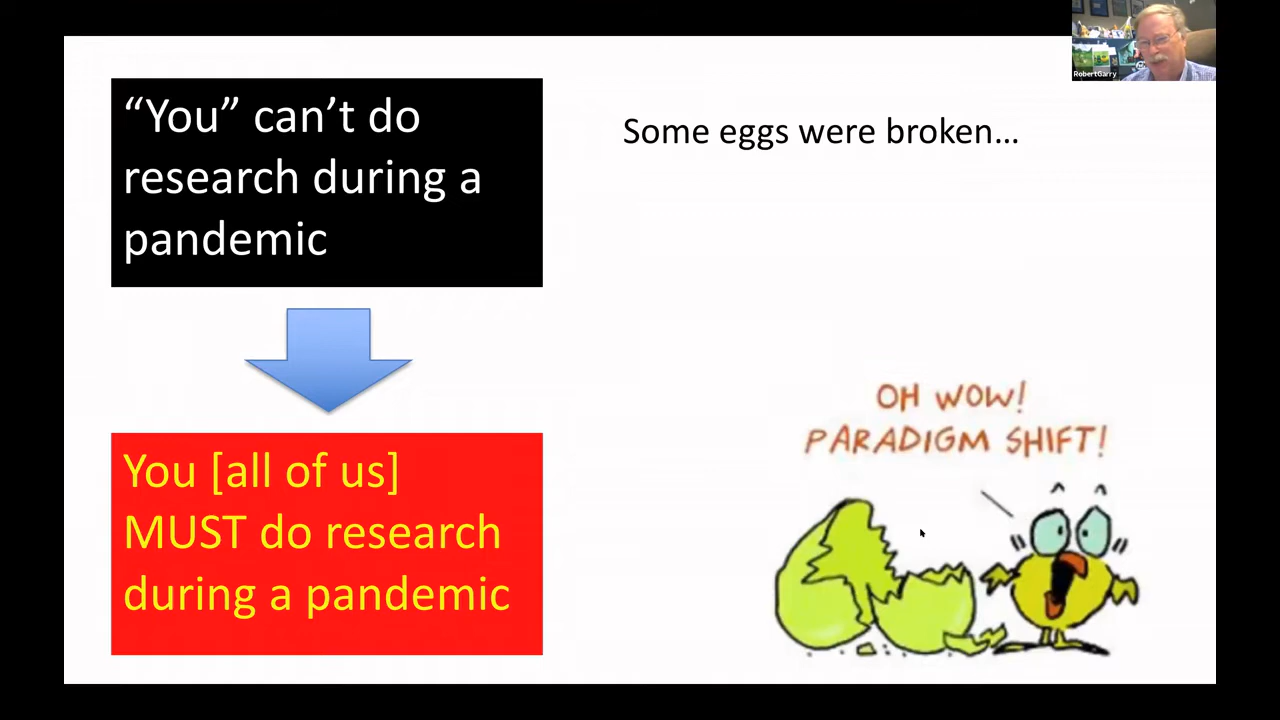 “You” can’t do
research during a
pandemic
You [all of us]
MUST do research
during a pandemic
Some eggs were broken…
OH WOW!
PARADIGM SHIFT!
RobertGarry